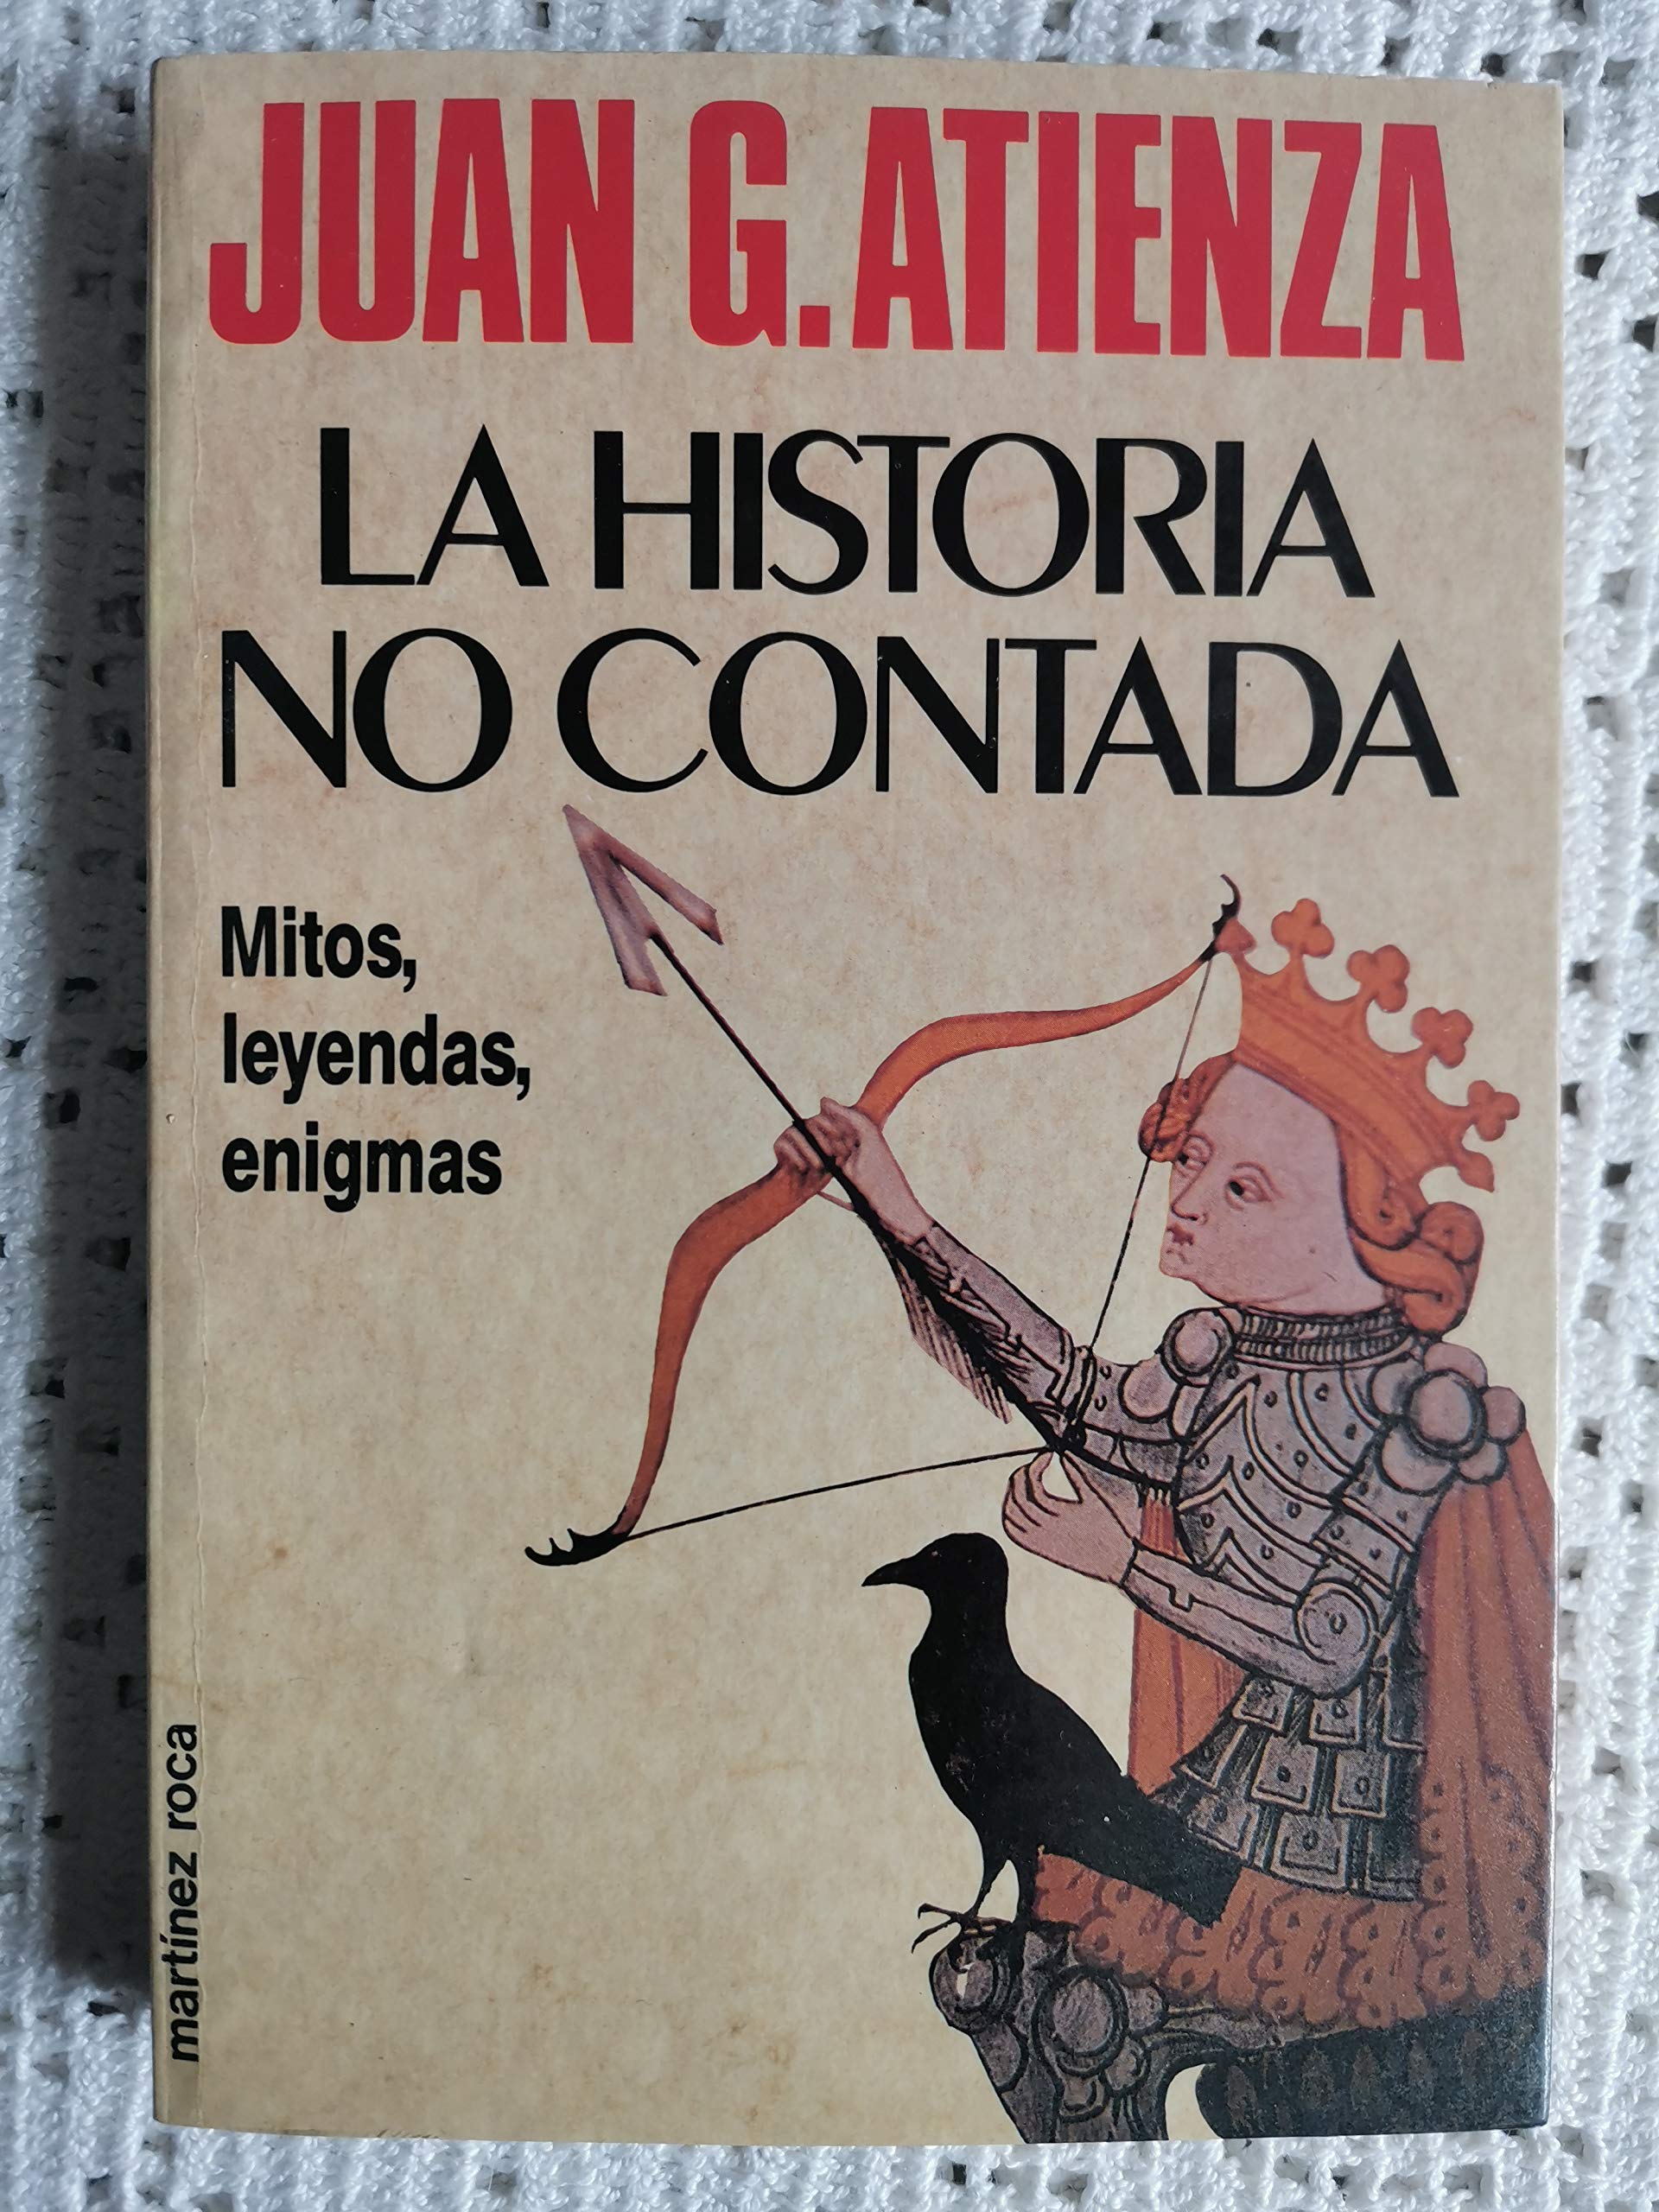 JUAN G. ATIENZA
LA HISTORIA
NO CONTADA
Mitos,
leyendas,
enigmas
martínez roca